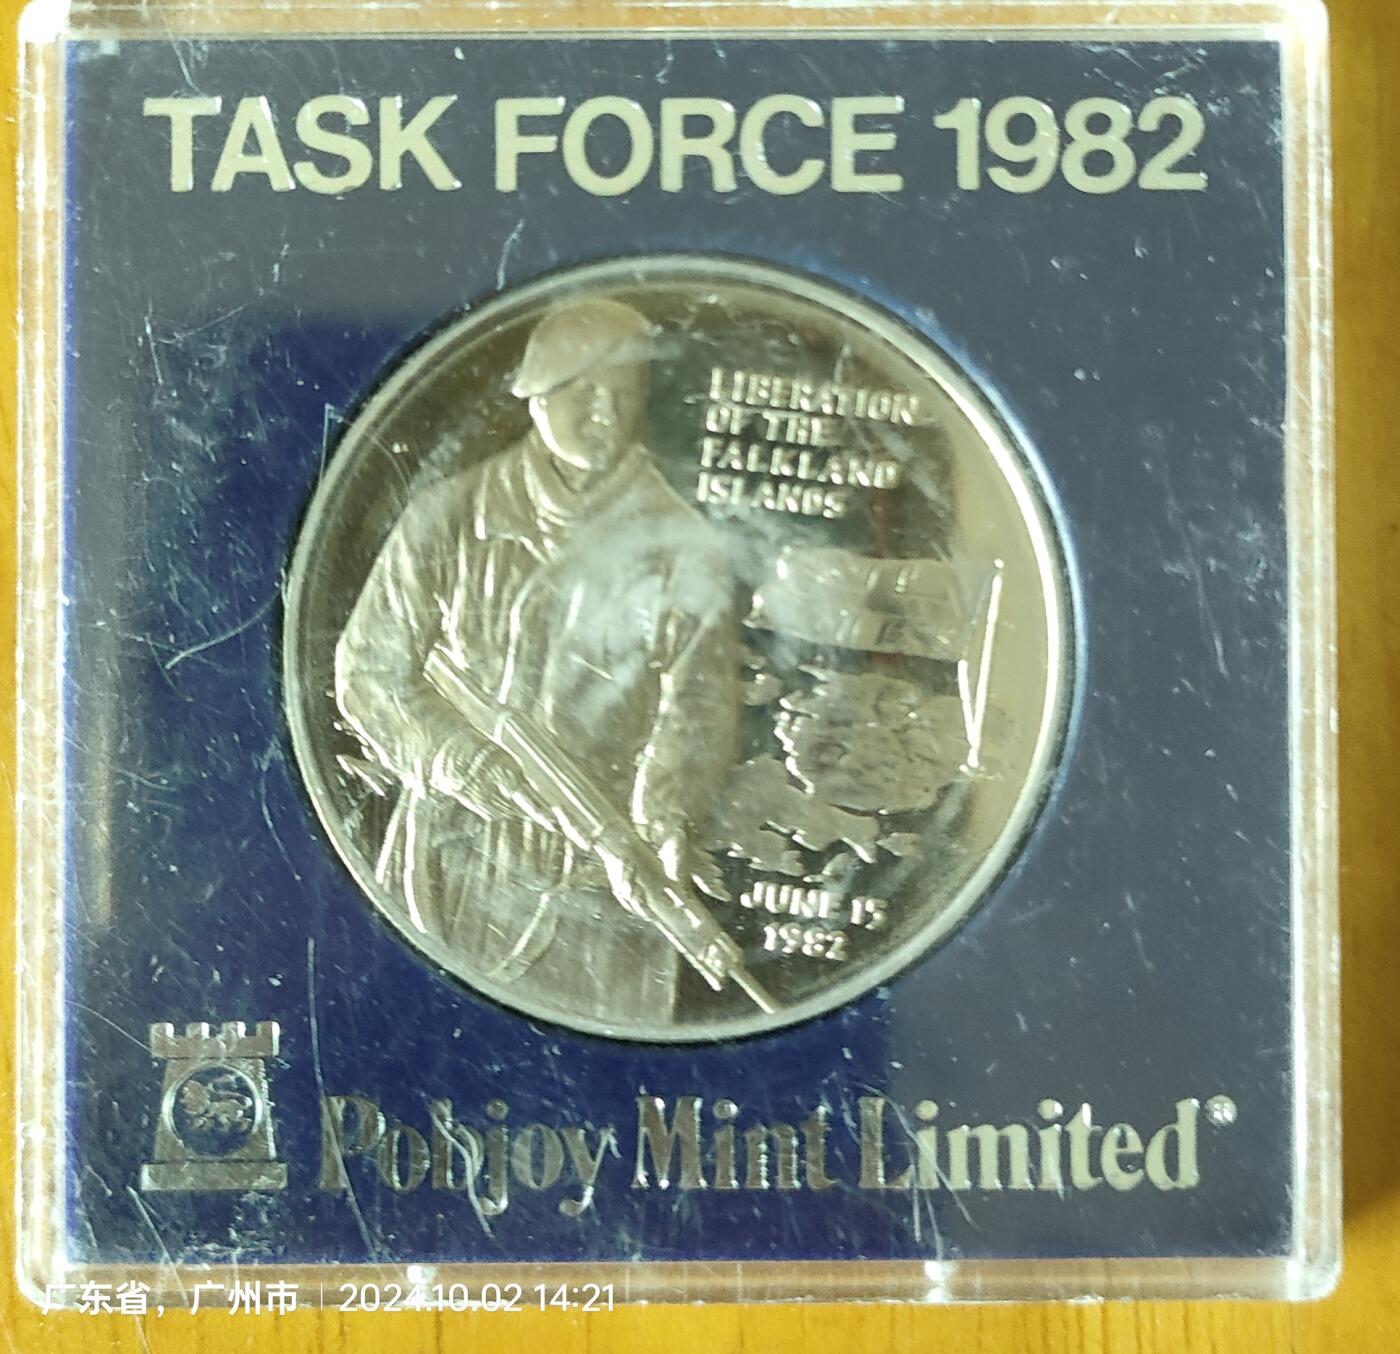 TASK FORCE 1982
LIBERATION
OF THE
FALKLAND
ISLANDS
JUNE 15
1982
Pobjoy Mint Limited®
广东省，广州市 | 2024.10.02 14:21